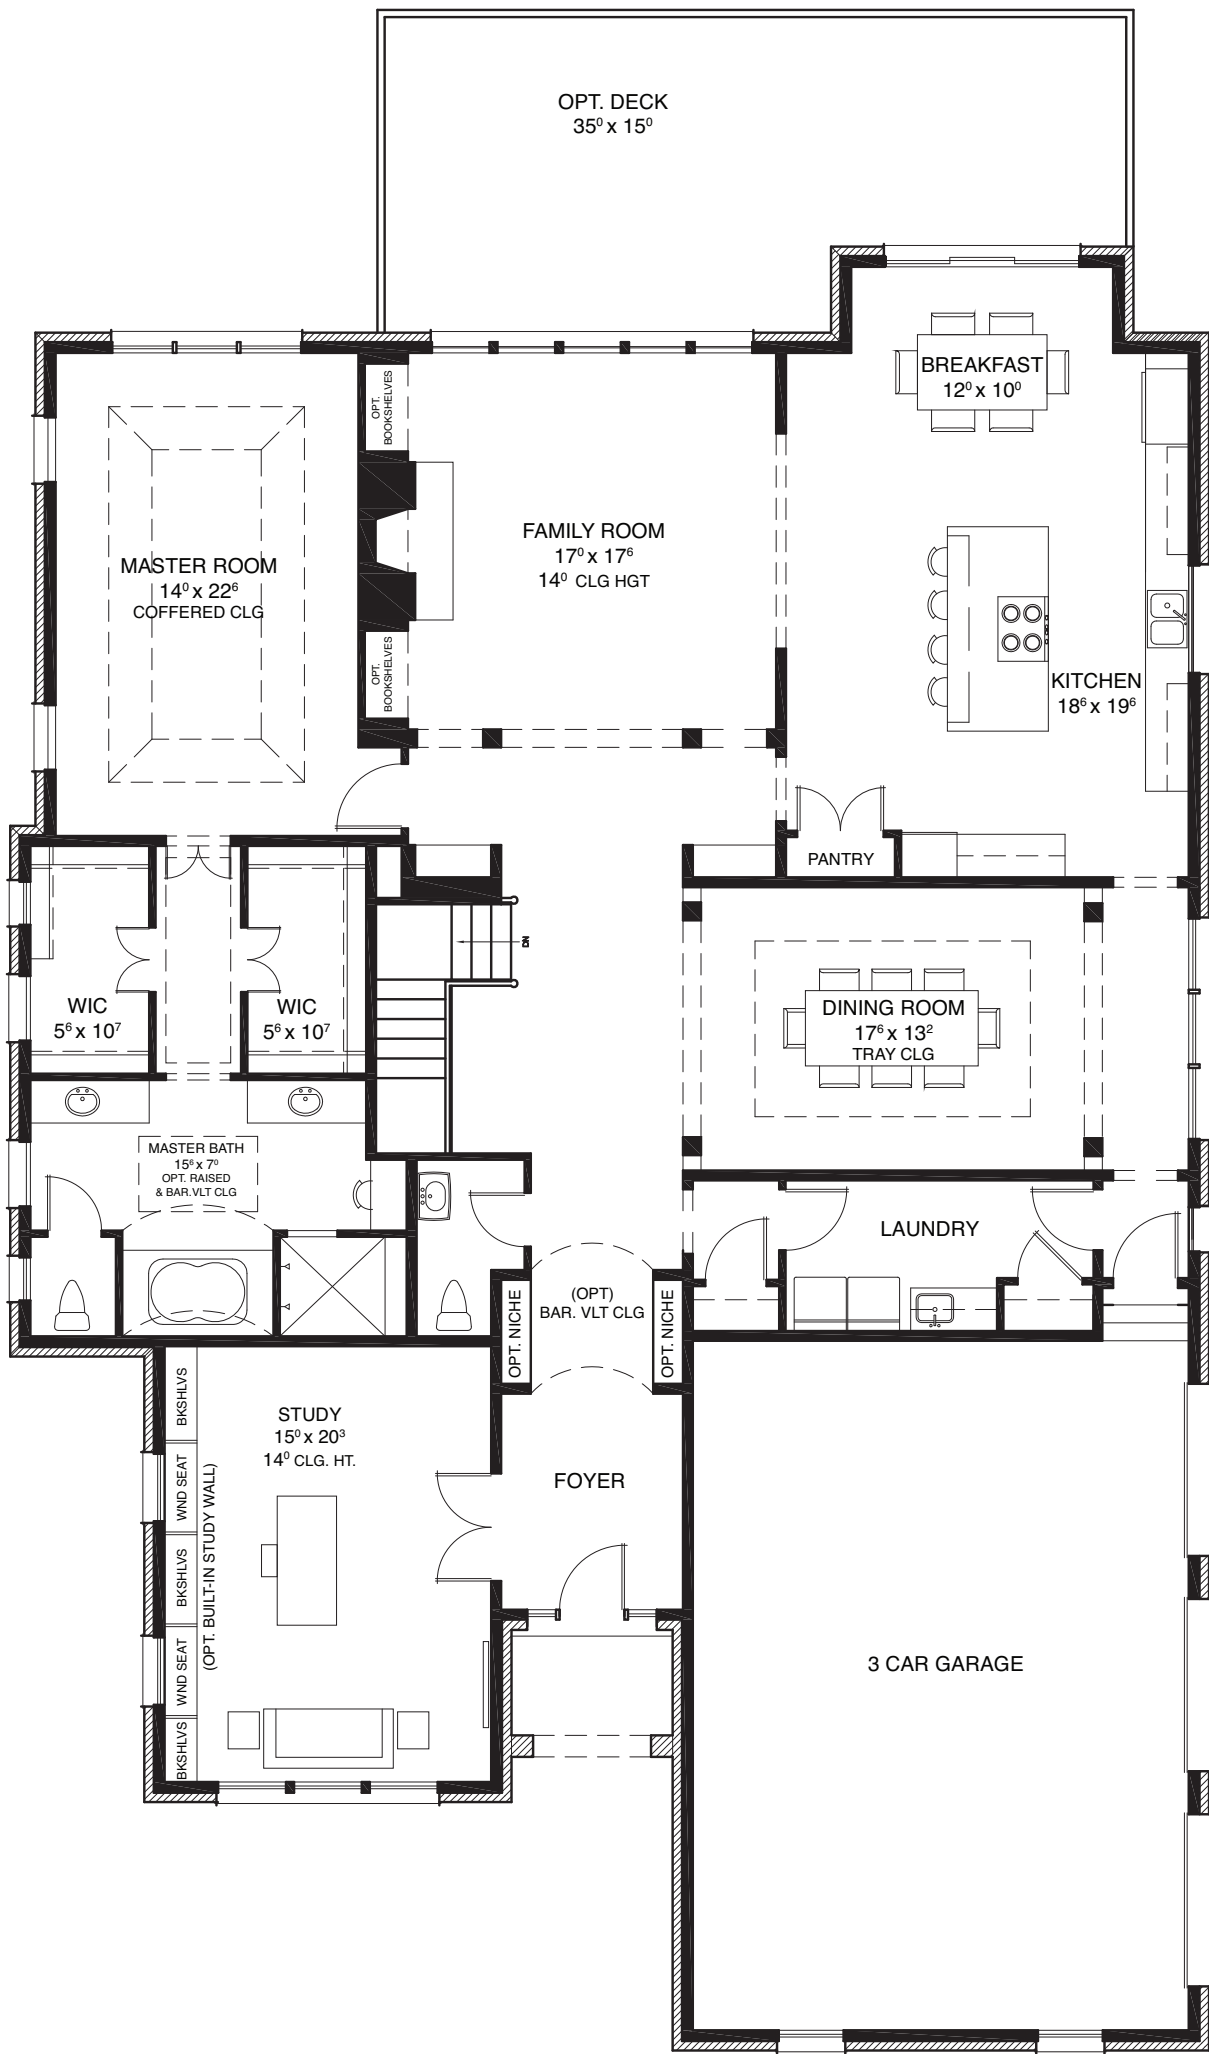 OPT. DECK
35⁰ x 15⁰
BREAKFAST
12⁰ x 10⁰
OPT.
BOOKSHELVES
FAMILY ROOM
17⁰ x 17⁶
14⁰ CLG HGT
MASTER ROOM
14⁰ x 22⁶
COFFERED CLG
OPT.
BOOKSHELVES
KITCHEN
18⁶ x 19⁶
PANTRY
DN
WIC
5⁶ x 10⁷
WIC
5⁶ x 10⁷
DINING ROOM
17⁶ x 13²
TRAY CLG
MASTER BATH
15⁶ x 7⁰
OPT. RAISED
& BAR.VLT CLG
LAUNDRY
(OPT)
BAR. VLT CLG
OPT. NICHE
OPT. NICHE
STUDY
15⁰ x 20³
14⁰ CLG. HT.
BKSHLVS
WND SEAT
BKSHLVS
WND SEAT
BKSHLVS
(OPT. BUILT-IN STUDY WALL)
FOYER
3 CAR GARAGE